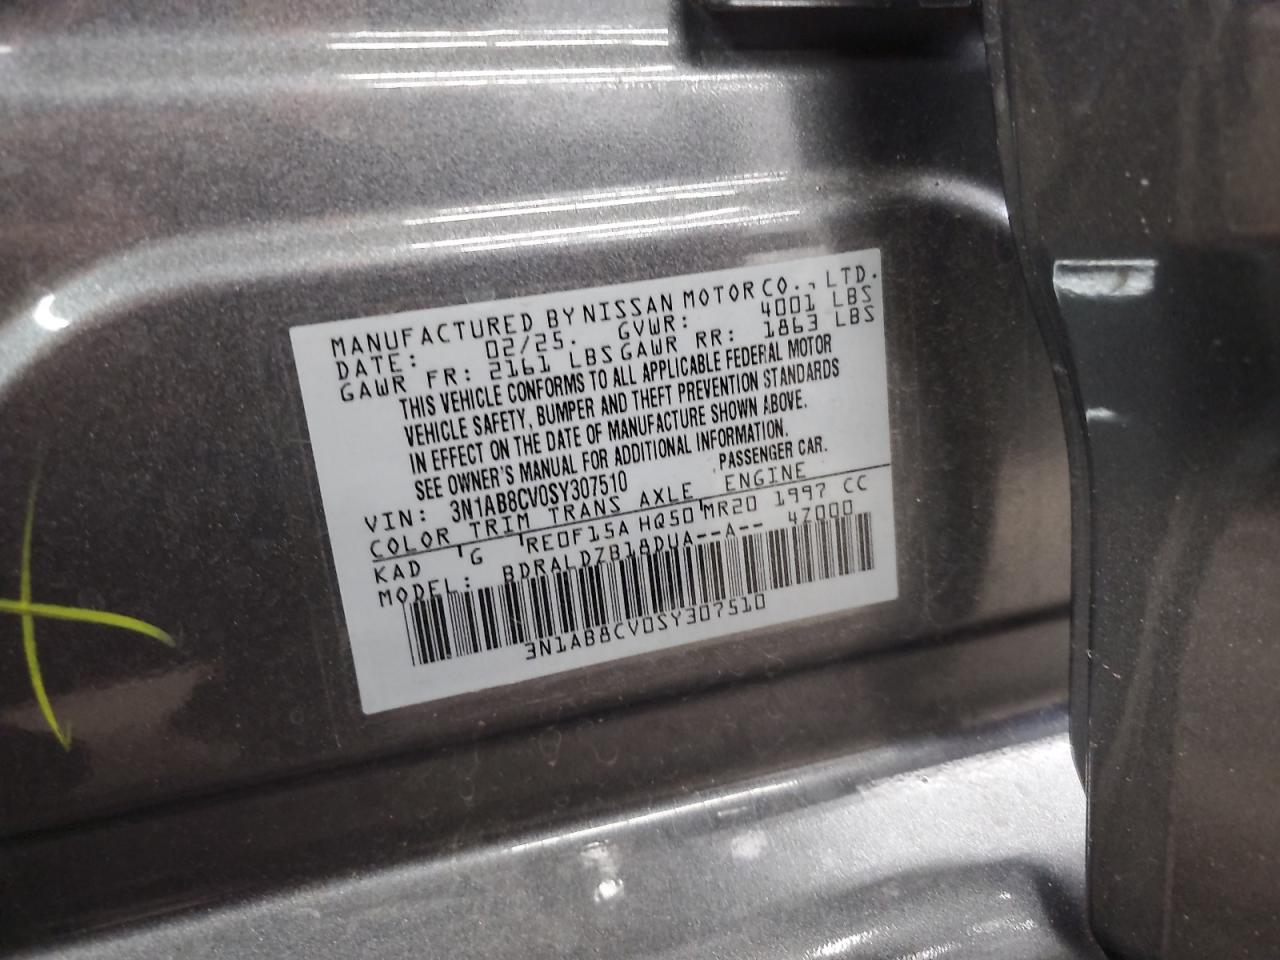 MANUFACTURED BY NISSAN MOTOR CO., LTD.
DATE: 02/25. GVWR: 4001 LBS
GAWR FR: 2161 LBS GAWR RR: 1863 LBS
THIS VEHICLE CONFORMS TO ALL APPLICABLE FEDERAL MOTOR
VEHICLE SAFETY, BUMPER AND THEFT PREVENTION STANDARDS
IN EFFECT ON THE DATE OF MANUFACTURE SHOWN ABOVE.
SEE OWNER'S MANUAL FOR ADDITIONAL INFORMATION.
VIN: 3N1AB8CV0SY307510 PASSENGER CAR.
COLOR TRIM TRANS AXLE ENGINE
KAD G RE0F15A HQ50 MR20 1997 CC
MODEL: BDRALDZB18DUA--A-- 47000
3N1AB8CV0SY307510